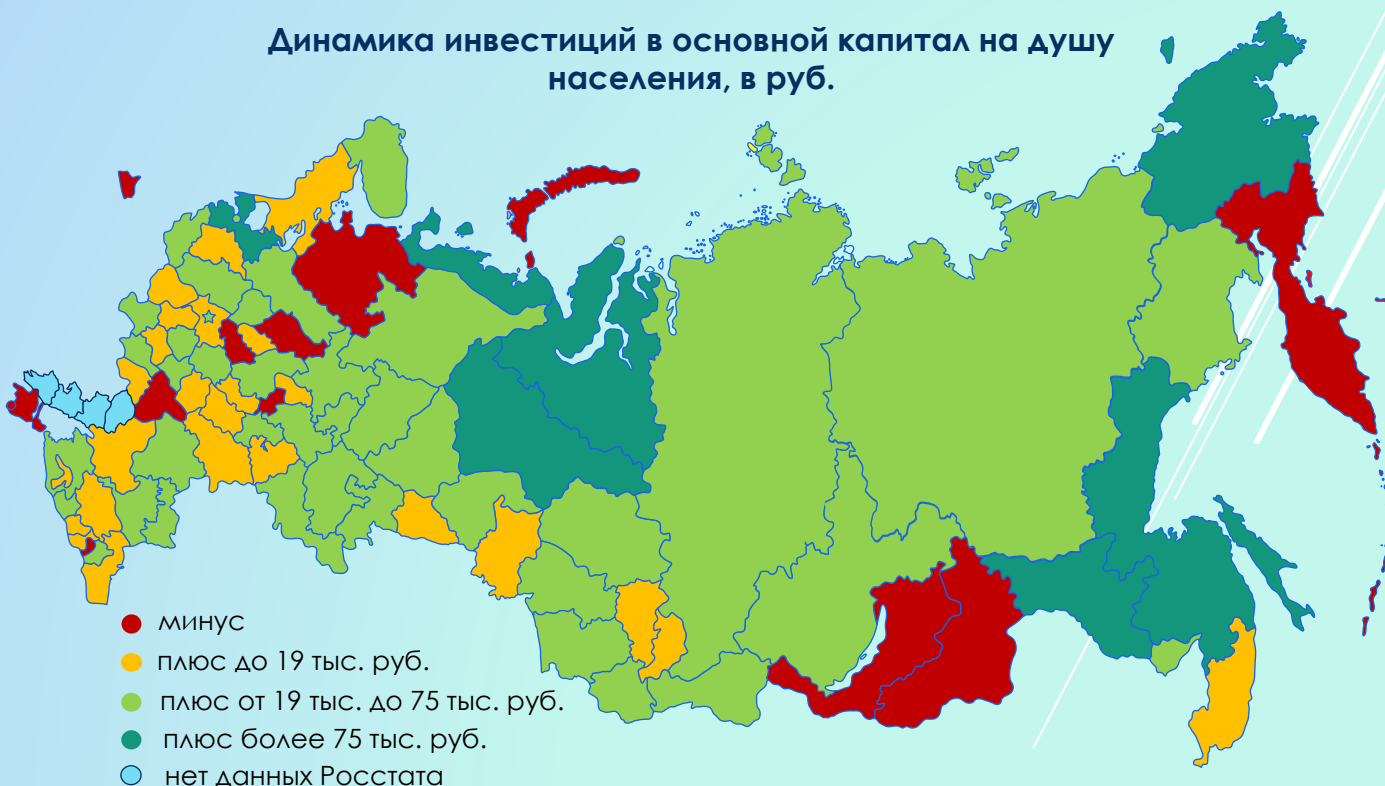 Динамика инвестиций в основной капитал на душу
населения, в руб.
минус
плюс до 19 тыс. руб.
плюс от 19 тыс. до 75 тыс. руб.
плюс более 75 тыс. руб.
нет данных Росстата